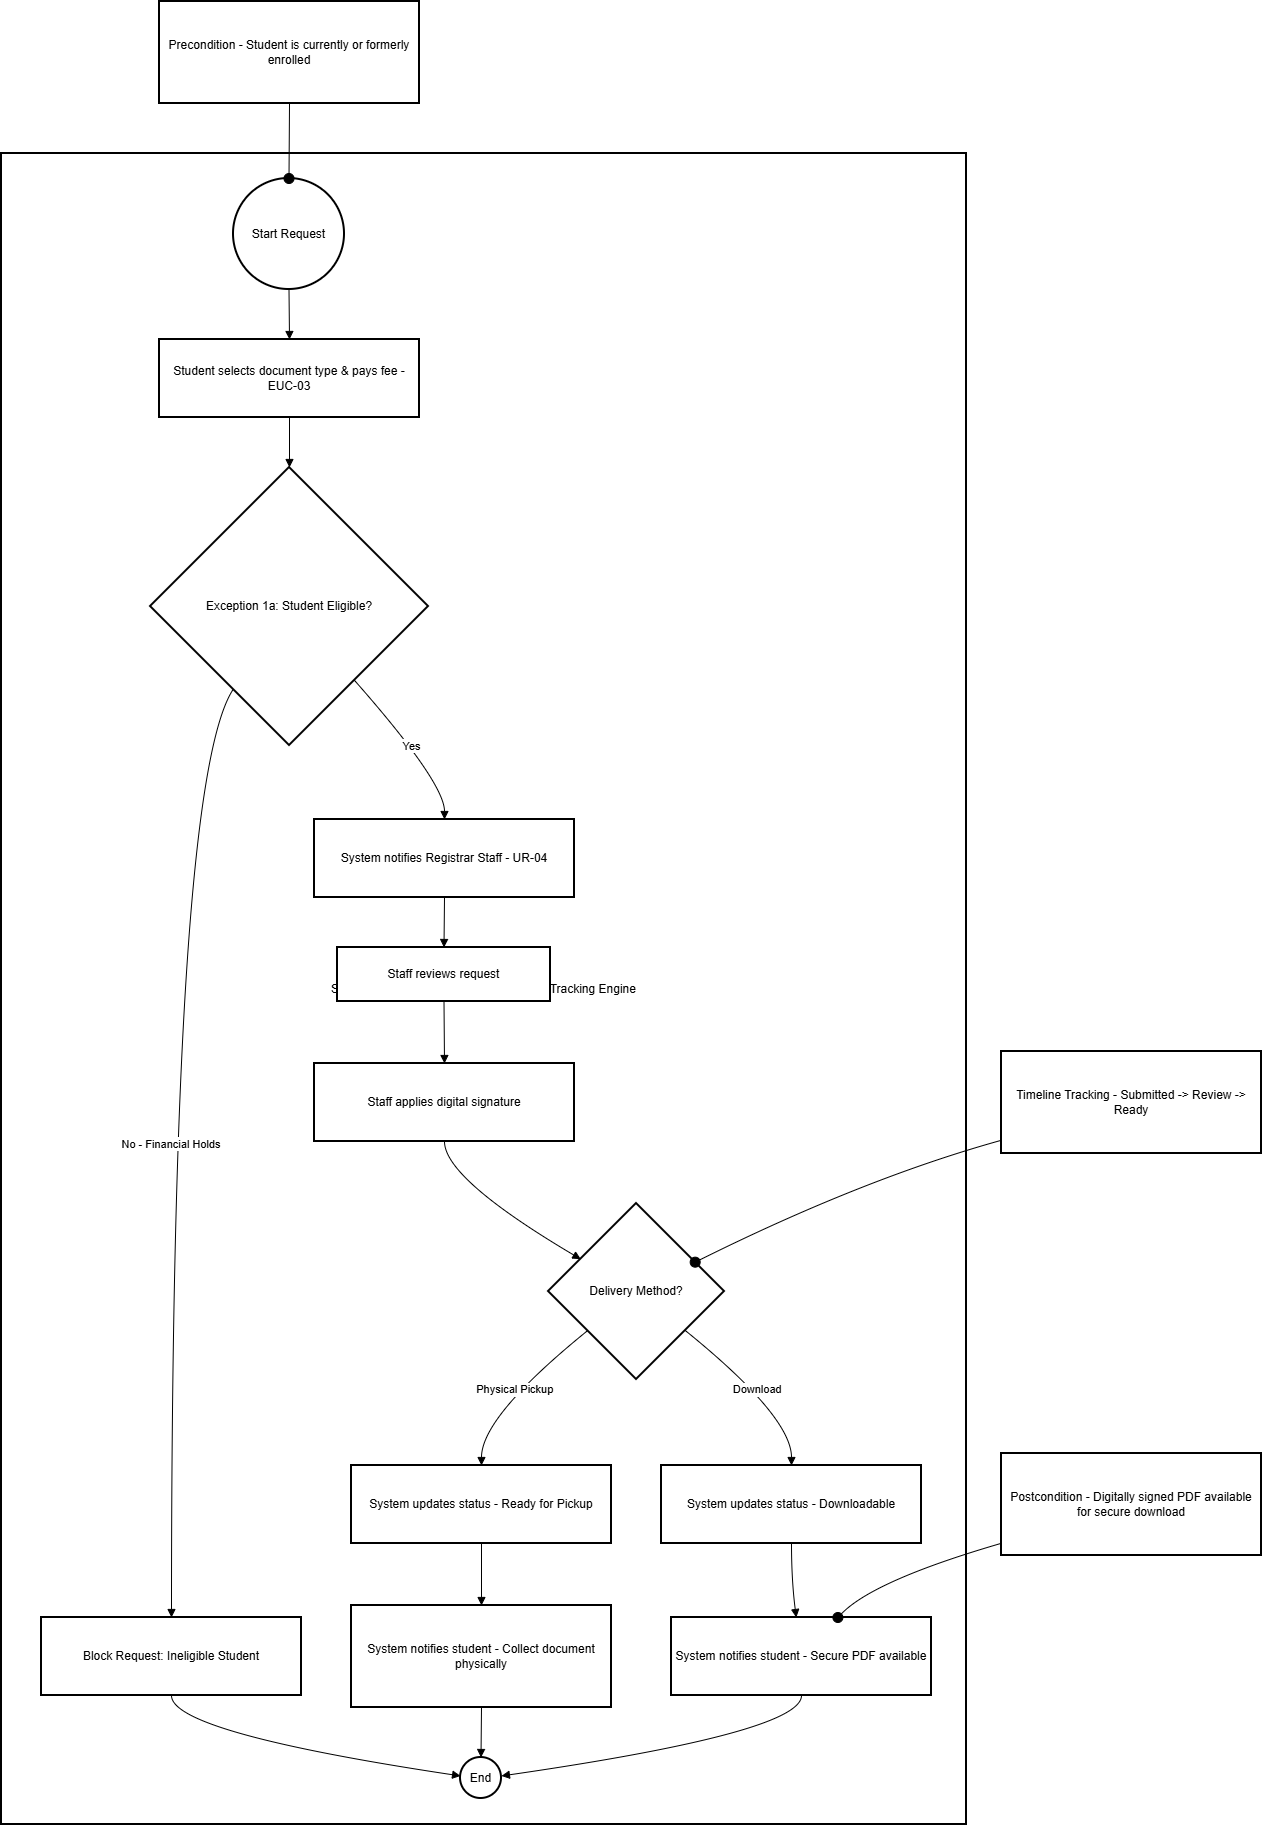 Precondition - Student is currently or formerly
enrolled
Start Request
Student selects document type & pays fee -
EUC-03
Exception 1a: Student Eligible?
Yes
System notifies Registrar Staff - UR-04
Staff reviews request
Tracking Engine
Staff applies digital signature
Timeline Tracking - Submitted -> Review ->
Ready
No - Financial Holds
Delivery Method?
Physical Pickup
Download
System updates status - Ready for Pickup
System updates status - Downloadable
Postcondition - Digitally signed PDF available
for secure download
Block Request: Ineligible Student
System notifies student - Collect document
physically
System notifies student - Secure PDF available
End